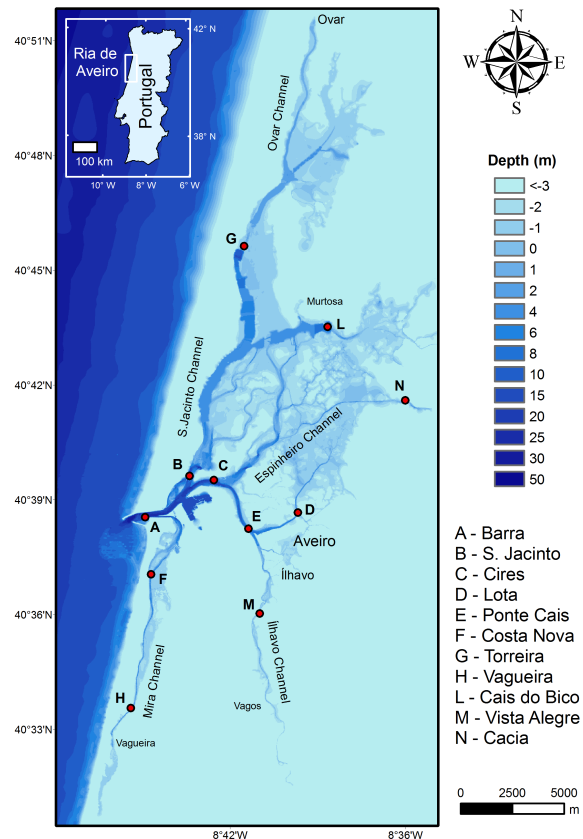 40°51'N
40°48'N
40°45'N
40°42'N
40°39'N
40°36'N
40°33'N
8°42'W
8°36'W
Ria de
Aveiro
Portugal
100 km
42° N
38° N
10° W
8° W
6° W
Ovar
Ovar Channel
G
Murtosa
L
S.Jacinto Channel
N
Espinheiro Channel
B
C
A
E
D
Aveiro
F
Ílhavo
M
Ílhavo Channel
H
Mira Channel
Vagos
Vagueira
N
W
E
S
Depth (m)
<-3
-2
-1
0
1
2
4
6
8
10
15
20
25
30
50
A - Barra
B - S. Jacinto
C - Cires
D - Lota
E - Ponte Cais
F - Costa Nova
G - Torreira
H - Vagueira
L - Cais do Bico
M - Vista Alegre
N - Cacia
0 2500 5000
m